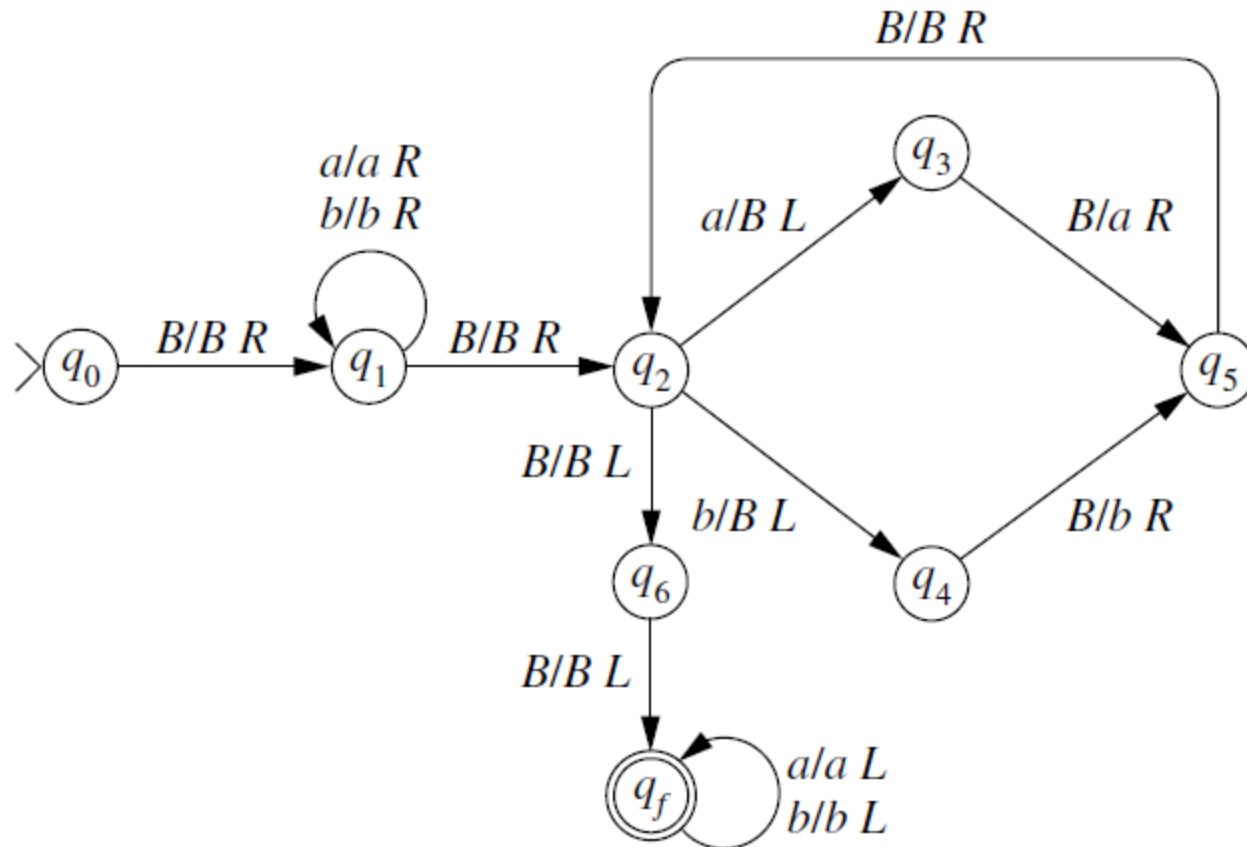 B/B R
q3
a/a R
b/b R
a/B L
B/a R
B/B R
B/B R
q0
q1
q2
q5
B/B L
b/B L
B/b R
q6
q4
B/B L
qf
a/a L
b/b L